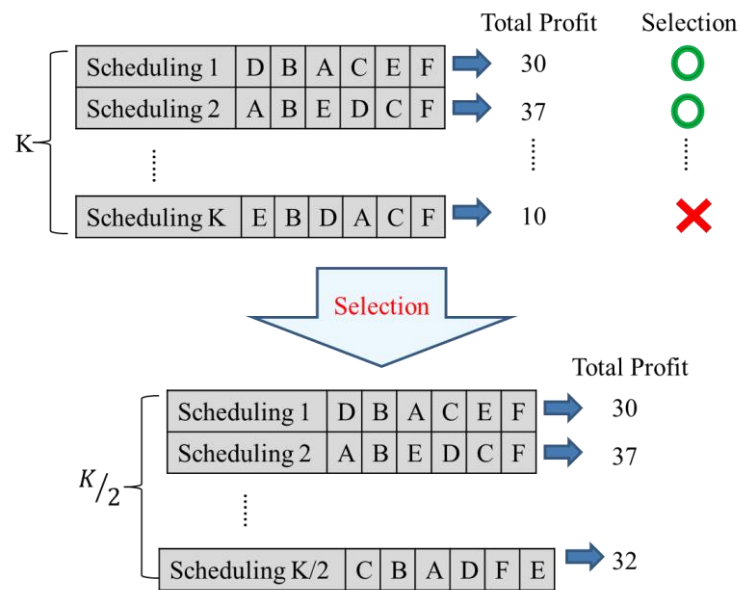 Total Profit Selection
Scheduling 1 D B A C E F 30
Scheduling 2 A B E D C F 37
K
Scheduling K E B D A C F 10
Selection
Total Profit
Scheduling 1 D B A C E F 30
Scheduling 2 A B E D C F 37
K/2
Scheduling K/2 C B A D F E 32